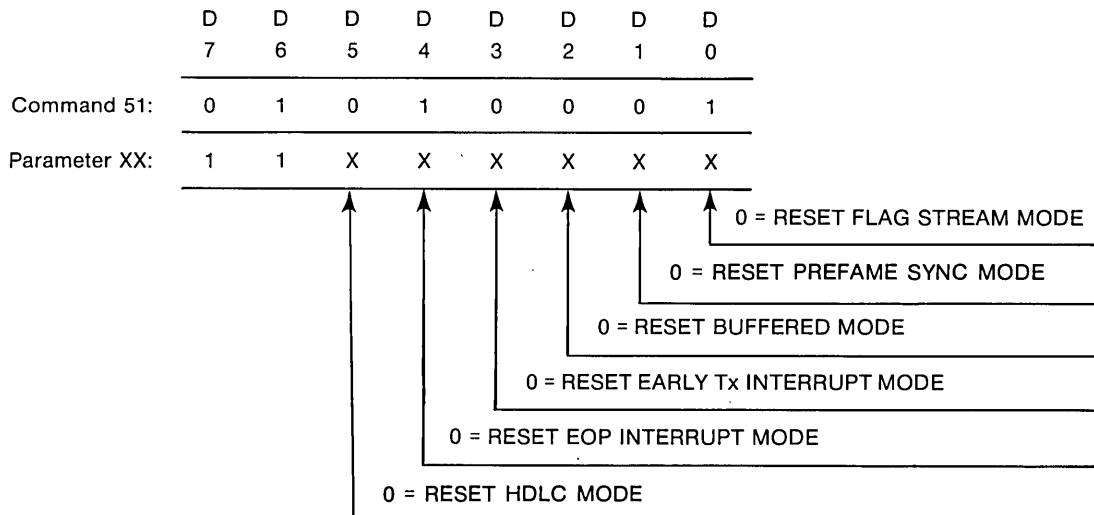 D D D D D D D D
7 6 5 4 3 2 1 0
Command 51: 0 1 0 1 0 0 0 1
Parameter XX: 1 1 X X X X X X
0 = RESET FLAG STREAM MODE
0 = RESET PREFAME SYNC MODE
0 = RESET BUFFERED MODE
0 = RESET EARLY Tx INTERRUPT MODE
0 = RESET EOP INTERRUPT MODE
0 = RESET HDLC MODE